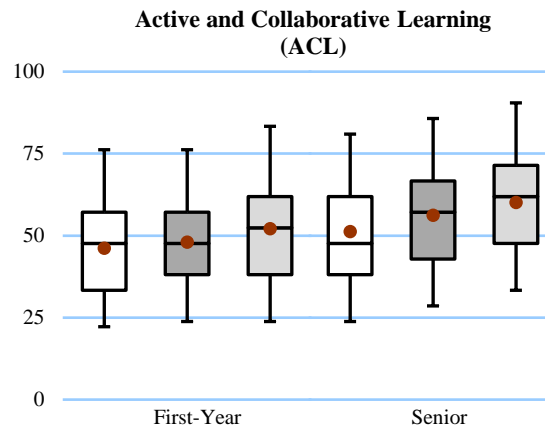 Active and Collaborative Learning
(ACL)
100
75
50
25
0
First-Year Senior